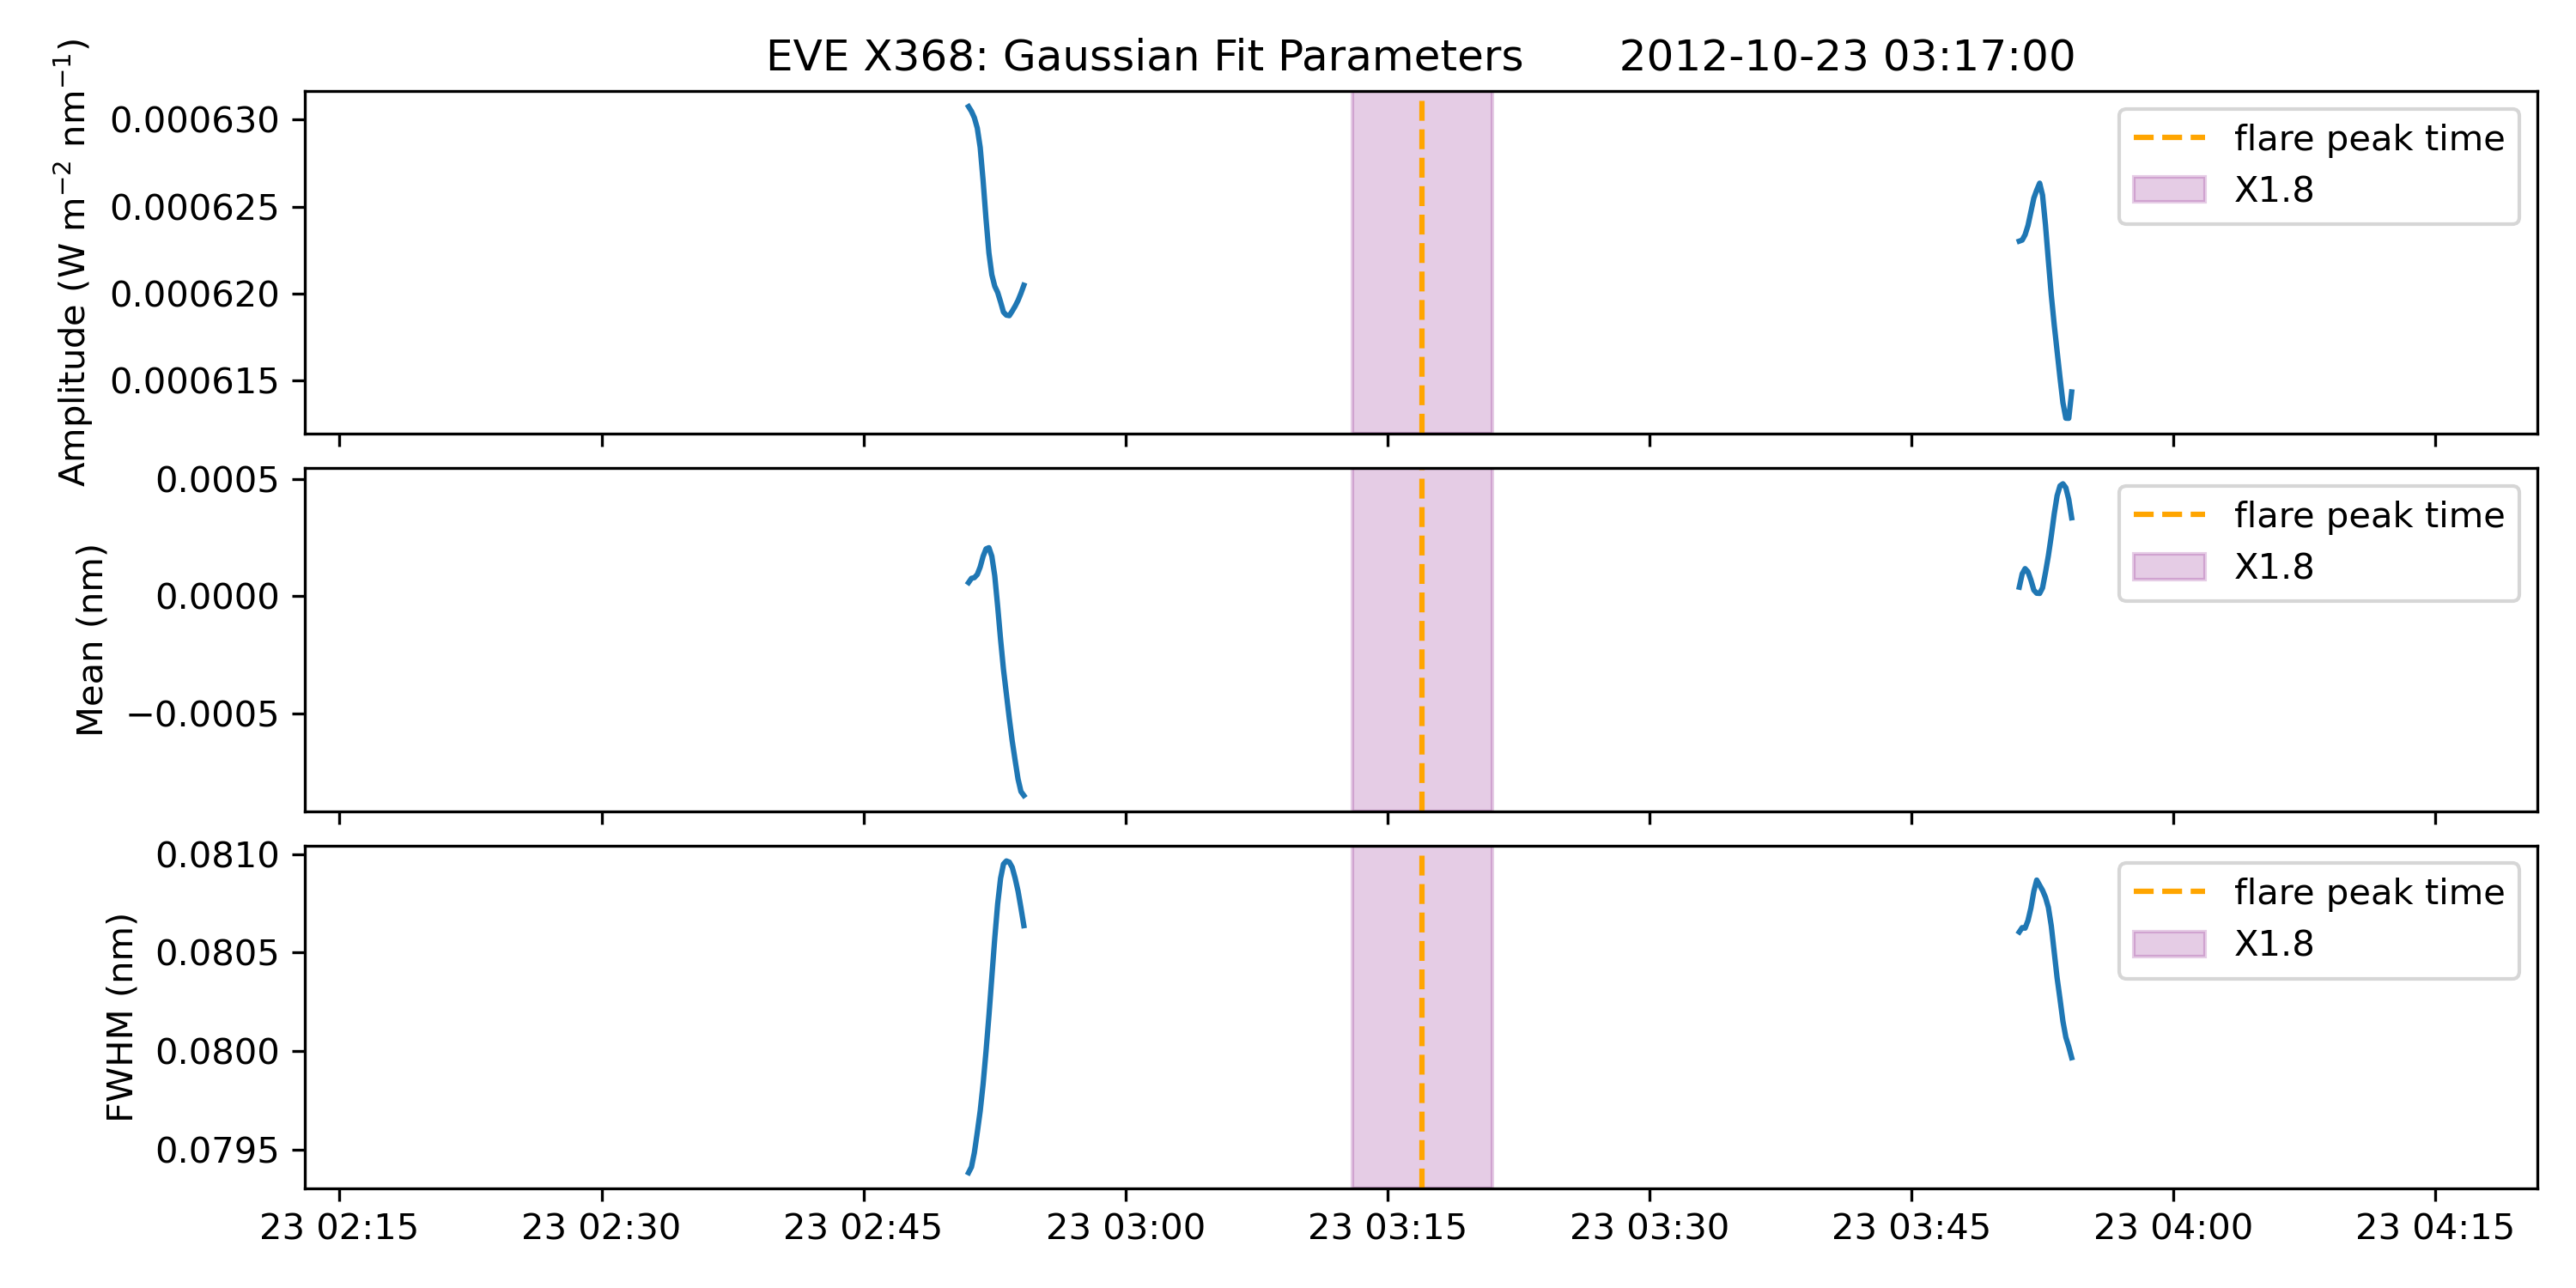 EVE X368: Gaussian Fit Parameters 2012-10-23 03:17:00
Amplitude (W m⁻² nm⁻¹)
0.000630
0.000625
0.000620
0.000615
flare peak time
X1.8
Mean (nm)
0.0005
0.0000
−0.0005
flare peak time
X1.8
FWHM (nm)
0.0810
0.0805
0.0800
0.0795
flare peak time
X1.8
23 02:15 23 02:30 23 02:45 23 03:00 23 03:15 23 03:30 23 03:45 23 04:00 23 04:15